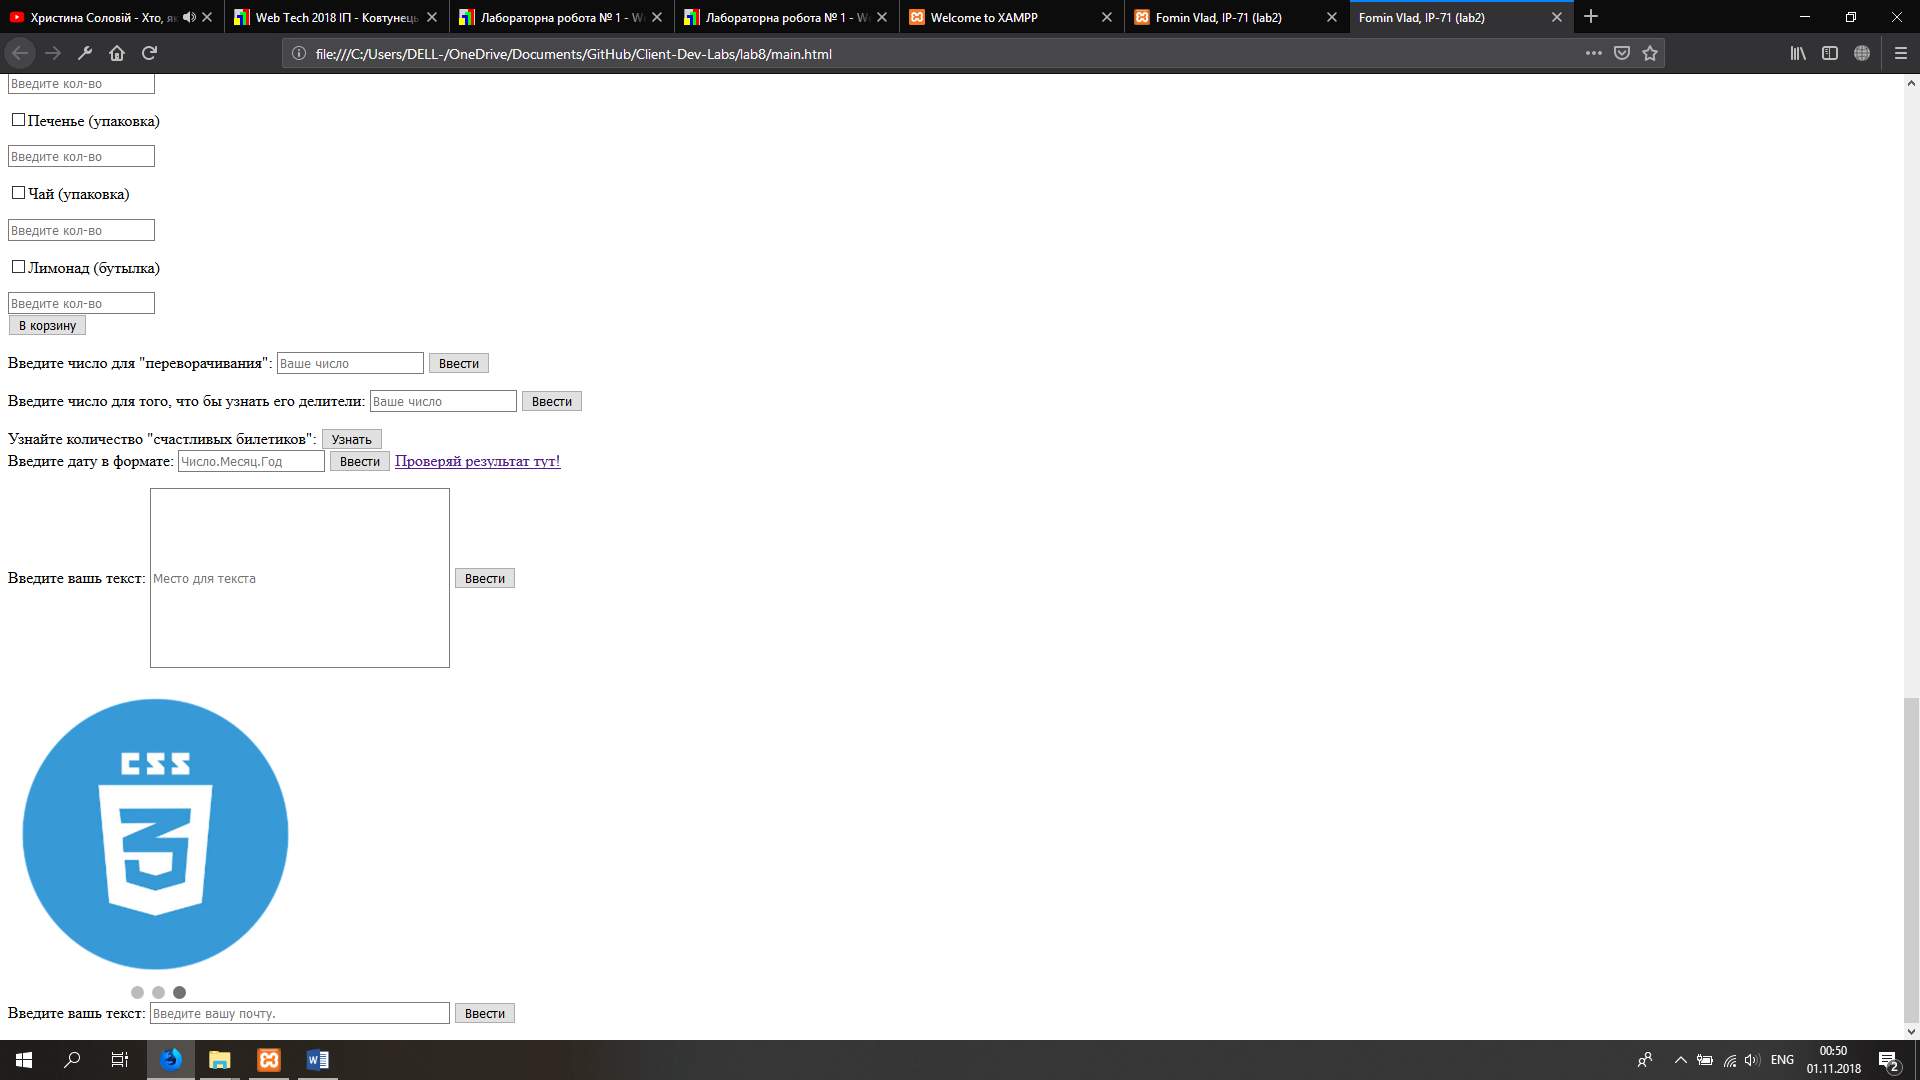 Христина Соловій - Хто, як
Web Tech 2018 ІП - Ковтунець
Лабораторна робота № 1 - We
Лабораторна робота № 1 - We
Welcome to XAMPP
Fomin Vlad, IP-71 (lab2)
Fomin Vlad, IP-71 (lab2)
file:///C:/Users/DELL-/OneDrive/Documents/GitHub/Client-Dev-Labs/lab8/main.html
Введите кол-во
Печенье (упаковка)
Введите кол-во
Чай (упаковка)
Введите кол-во
Лимонад (бутылка)
Введите кол-во
В корзину
Введите число для "переворачивания": Ваше число Ввести
Введите число для того, что бы узнать его делители: Ваше число Ввести
Узнайте количество "счастливых билетиков": Узнать
Введите дату в формате: Число.Месяц.Год Ввести Проверяй результат тут!
Введите вашь текст: Место для текста Ввести
CSS
3
Введите вашь текст: Введите вашу почту. Ввести
ENG
00:50
01.11.2018
2